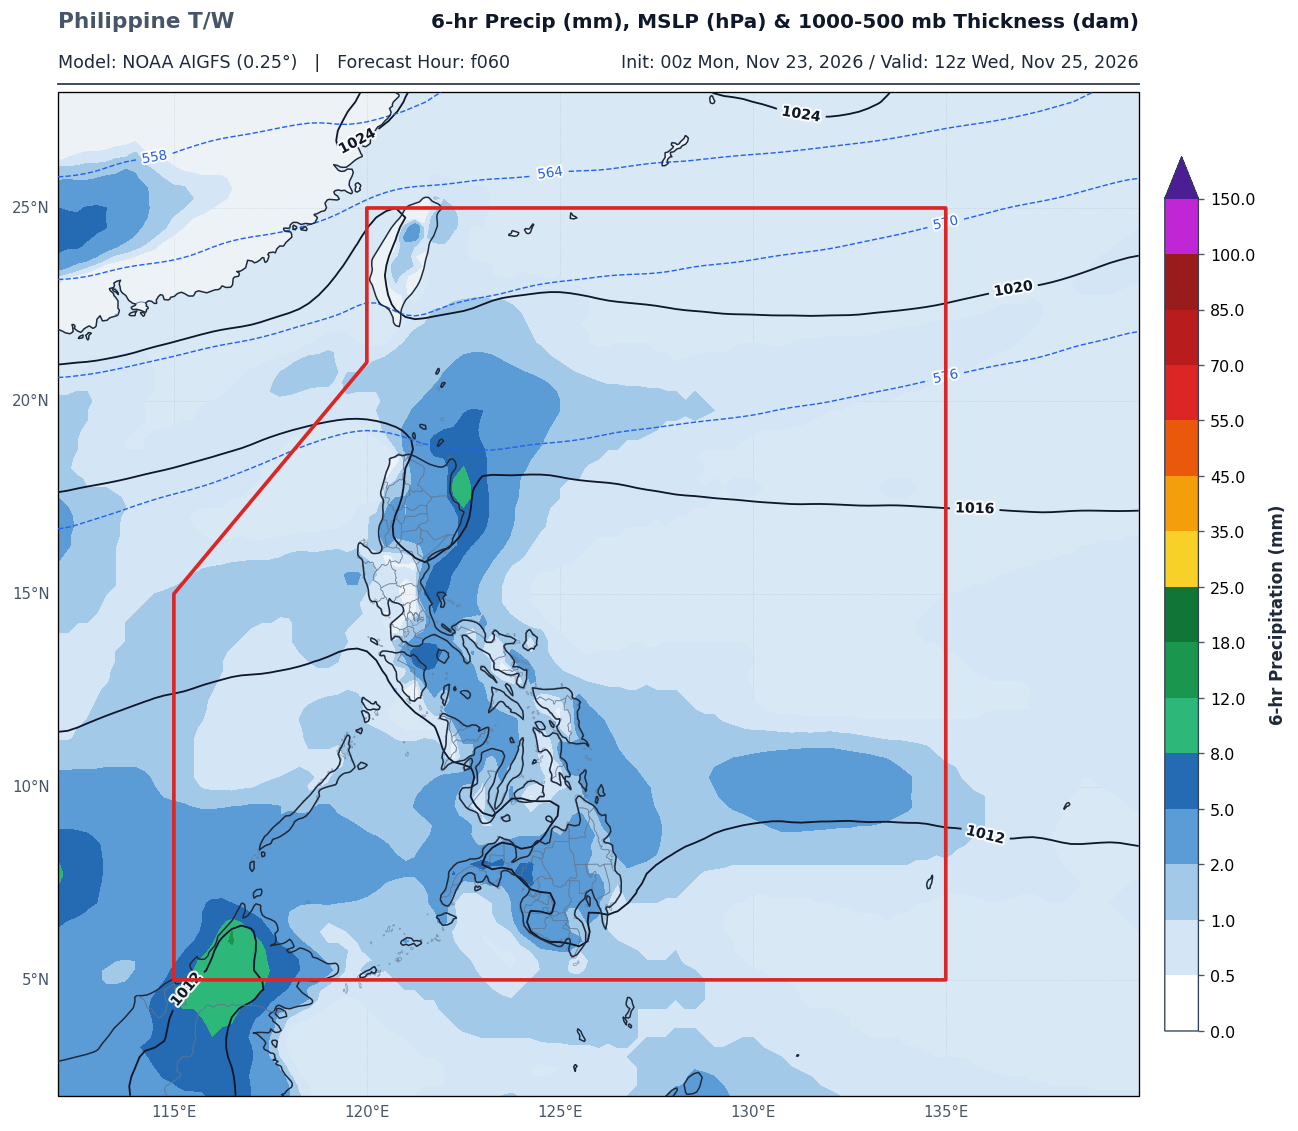 Philippine T/W
6-hr Precip (mm), MSLP (hPa) & 1000-500 mb Thickness (dam)
Model: NOAA AIGFS (0.25°) | Forecast Hour: f060
Init: 00z Mon, Nov 23, 2026 / Valid: 12z Wed, Nov 25, 2026
1024
1024
558
564
570
1020
576
1016
1012
1012
25°N
20°N
15°N
10°N
5°N
115°E
120°E
125°E
130°E
135°E
150.0
100.0
85.0
70.0
55.0
45.0
35.0
25.0
18.0
12.0
8.0
5.0
2.0
1.0
0.5
0.0
6-hr Precipitation (mm)